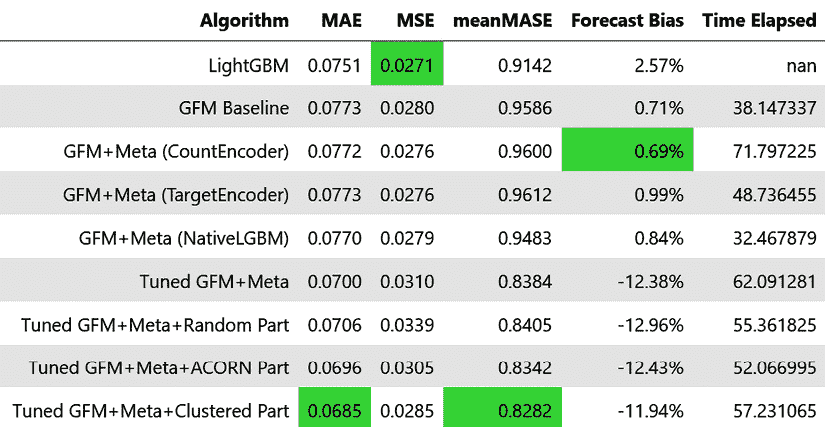 Algorithm MAE MSE meanMASE Forecast Bias Time Elapsed
LightGBM 0.0751 0.0271 0.9142 2.57% nan
GFM Baseline 0.0773 0.0280 0.9586 0.71% 38.147337
GFM+Meta (CountEncoder) 0.0772 0.0276 0.9600 0.69% 71.797225
GFM+Meta (TargetEncoder) 0.0773 0.0276 0.9612 0.99% 48.736455
GFM+Meta (NativeLGBM) 0.0770 0.0279 0.9483 0.84% 32.467879
Tuned GFM+Meta 0.0700 0.0310 0.8384 -12.38% 62.091281
Tuned GFM+Meta+Random Part 0.0706 0.0339 0.8405 -12.96% 55.361825
Tuned GFM+Meta+ACORN Part 0.0696 0.0305 0.8342 -12.43% 52.066995
Tuned GFM+Meta+Clustered Part 0.0685 0.0285 0.8282 -11.94% 57.231065